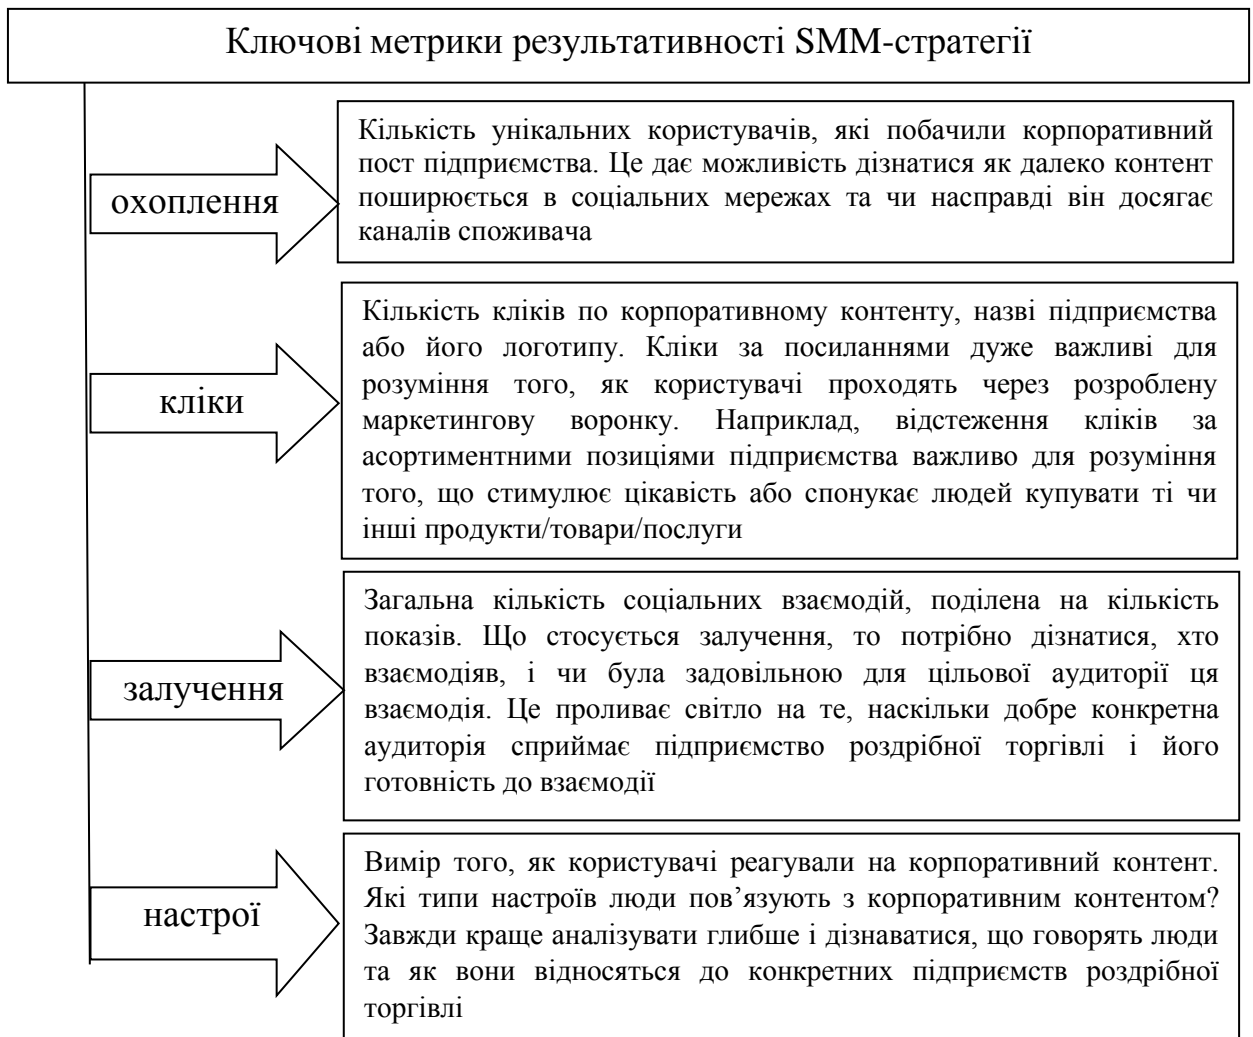 Ключові метрики результативності SMM-стратегії
охоплення
Кількість унікальних користувачів, які побачили корпоративний
пост підприємства. Це дає можливість дізнатися як далеко контент
поширюється в соціальних мережах та чи насправді він досягає
каналів споживача
кліки
Кількість кліків по корпоративному контенту, назві підприємства
або його логотипу. Кліки за посиланнями дуже важливі для
розуміння того, як користувачі проходять через розроблену
маркетингову воронку. Наприклад, відстеження кліків за
асортиментними позиціями підприємства важливо для розуміння
того, що стимулює цікавість або спонукає людей купувати ті чи
інші продукти/товари/послуги
залучення
Загальна кількість соціальних взаємодій, поділена на кількість
показів. Що стосується залучення, то потрібно дізнатися, хто
взаємодіяв, і чи була задовільною для цільової аудиторії ця
взаємодія. Це проливає світло на те, наскільки добре конкретна
аудиторія сприймає підприємство роздрібної торгівлі і його
готовність до взаємодії
настрої
Вимір того, як користувачі реагували на корпоративний контент.
Які типи настроїв люди пов’язують з корпоративним контентом?
Завжди краще аналізувати глибше і дізнаватися, що говорять люди
та як вони відносяться до конкретних підприємств роздрібної
торгівлі